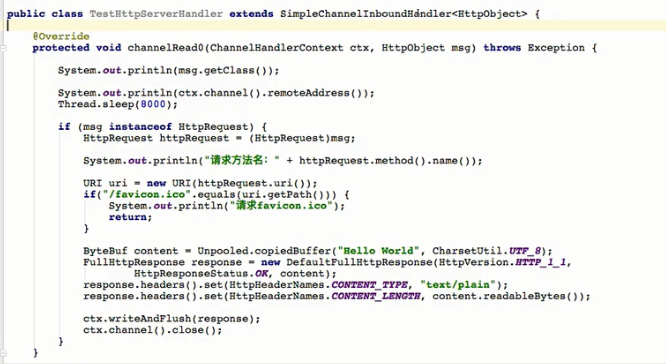 public class TestHttpServerHandler extends SimpleChannelInboundHandler<HttpObject> {
@Override
protected void channelRead0(ChannelHandlerContext ctx, HttpObject msg) throws Exception {
System.out.println(msg.getClass());
System.out.println(ctx.channel().remoteAddress());
Thread.sleep(8000);
if (msg instanceof HttpRequest) {
HttpRequest httpRequest = (HttpRequest)msg;
System.out.println("请求方法名：" + httpRequest.method().name());
URI uri = new URI(httpRequest.uri());
if("/favicon.ico".equals(uri.getPath())) {
System.out.println("请求favicon.ico");
return;
}
ByteBuf content = Unpooled.copiedBuffer("Hello World", CharsetUtil.UTF_8);
FullHttpResponse response = new DefaultFullHttpResponse(HttpVersion.HTTP_1_1,
HttpResponseStatus.OK, content);
response.headers().set(HttpHeaderNames.CONTENT_TYPE, "text/plain");
response.headers().set(HttpHeaderNames.CONTENT_LENGTH, content.readableBytes());
ctx.writeAndFlush(response);
ctx.channel().close();
}
}